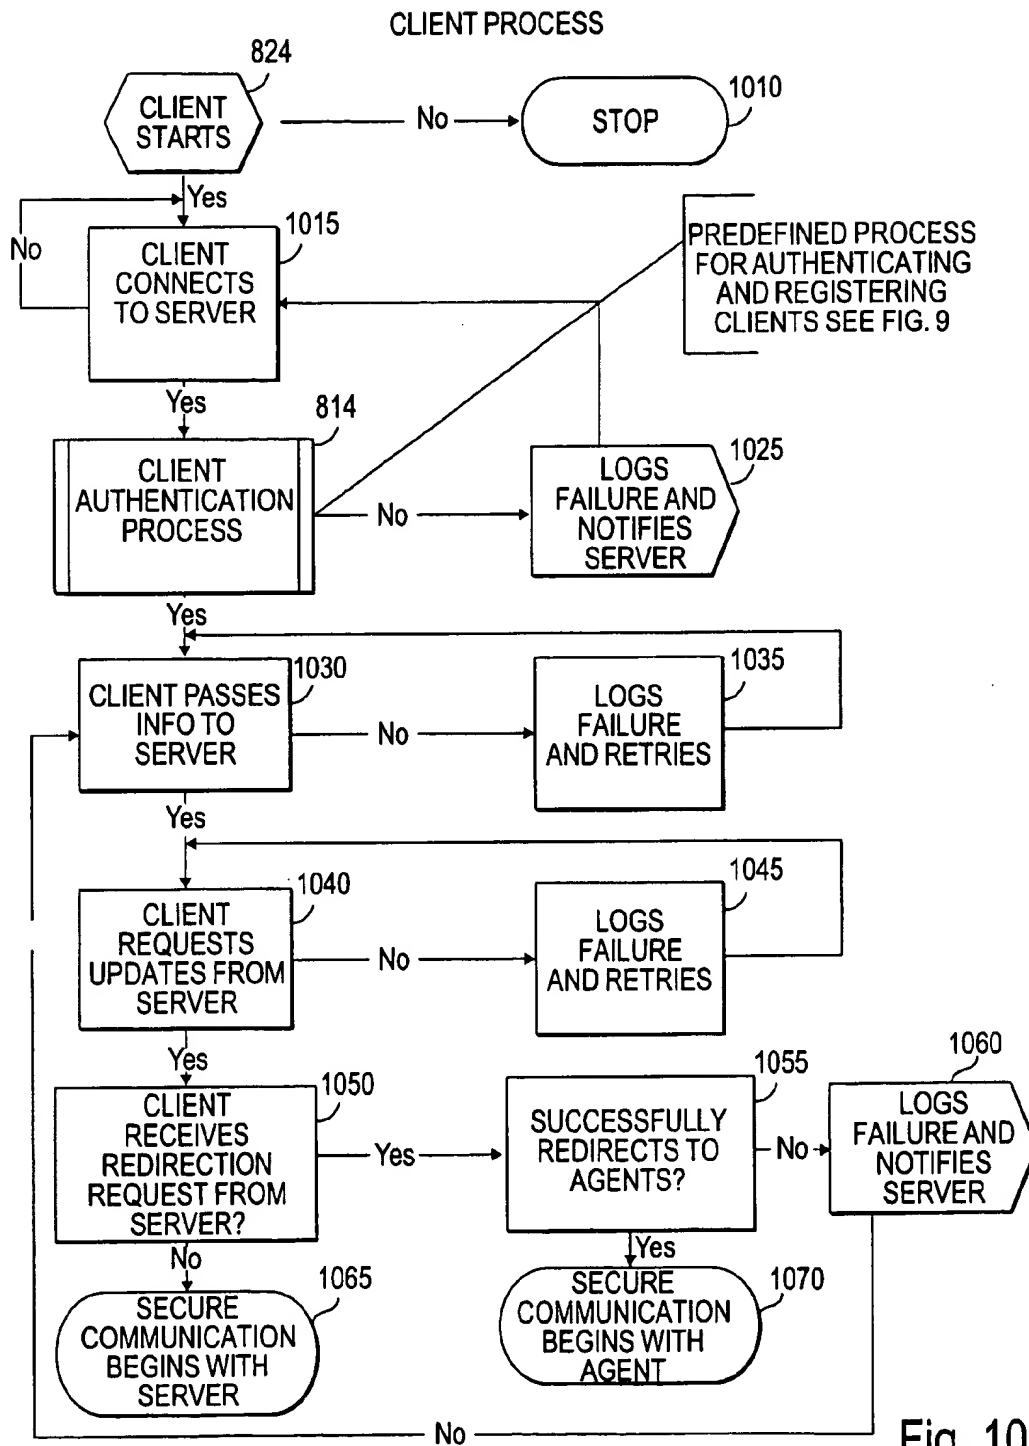 CLIENT PROCESS
824
CLIENT
STARTS
No
1010
STOP
Yes
No
1015
CLIENT
CONNECTS
TO SERVER
PREDEFINED PROCESS
FOR AUTHENTICATING
AND REGISTERING
CLIENTS SEE FIG. 9
Yes
814
CLIENT
AUTHENTICATION
PROCESS
No
1025
LOGS
FAILURE AND
NOTIFIES
SERVER
Yes
1030
CLIENT PASSES
INFO TO
SERVER
No
1035
LOGS
FAILURE
AND RETRIES
Yes
1040
CLIENT
REQUESTS
UPDATES FROM
SERVER
No
1045
LOGS
FAILURE
AND RETRIES
Yes
1050
CLIENT
RECEIVES
REDIRECTION
REQUEST FROM
SERVER?
Yes
1055
SUCCESSFULLY
REDIRECTS TO
AGENTS?
No
1060
LOGS
FAILURE AND
NOTIFIES
SERVER
No
1065
SECURE
COMMUNICATION
BEGINS WITH
SERVER
Yes
1070
SECURE
COMMUNICATION
BEGINS WITH
AGENT
No
Fig. 10